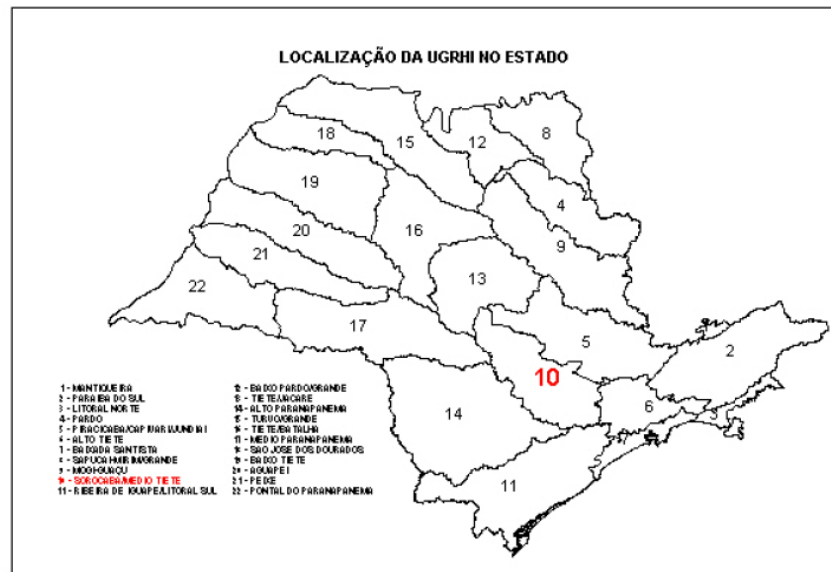 LOCALIZAÇÃO DA UGRHI NO ESTADO
18
15
12
8
19
4
20
16
9
21
13
22
17
5
2
10
6
3
14
11
1 - MANTIQUEIRA
2 - PARAIBA DO SUL
3 - LITORAL NORTE
4 - PARDO
5 - PIRACICABA/CAPIVARI/JUNDIAI
6 - ALTO TIETE
7 - BAIXADA SANTISTA
8 - SAPUCAI-MIRIM/GRANDE
9 - MOGI-GUAÇU
10 - SOROCABA/MEDIO TIETE
11 - RIBEIRA DE IGUAPE/LITORAL SUL
12 - BAIXO PARDO/GRANDE
13 - TIETE/JACARE
14 - ALTO PARANAPANEMA
15 - TURVO/GRANDE
16 - TIETE/BATALHA
17 - MEDIO PARANAPANEMA
18 - SAO JOSE DOS DOURADOS
19 - BAIXO TIETE
20 - AGUAPEI
21 - PEIXE
22 - PONTAL DO PARANAPANEMA